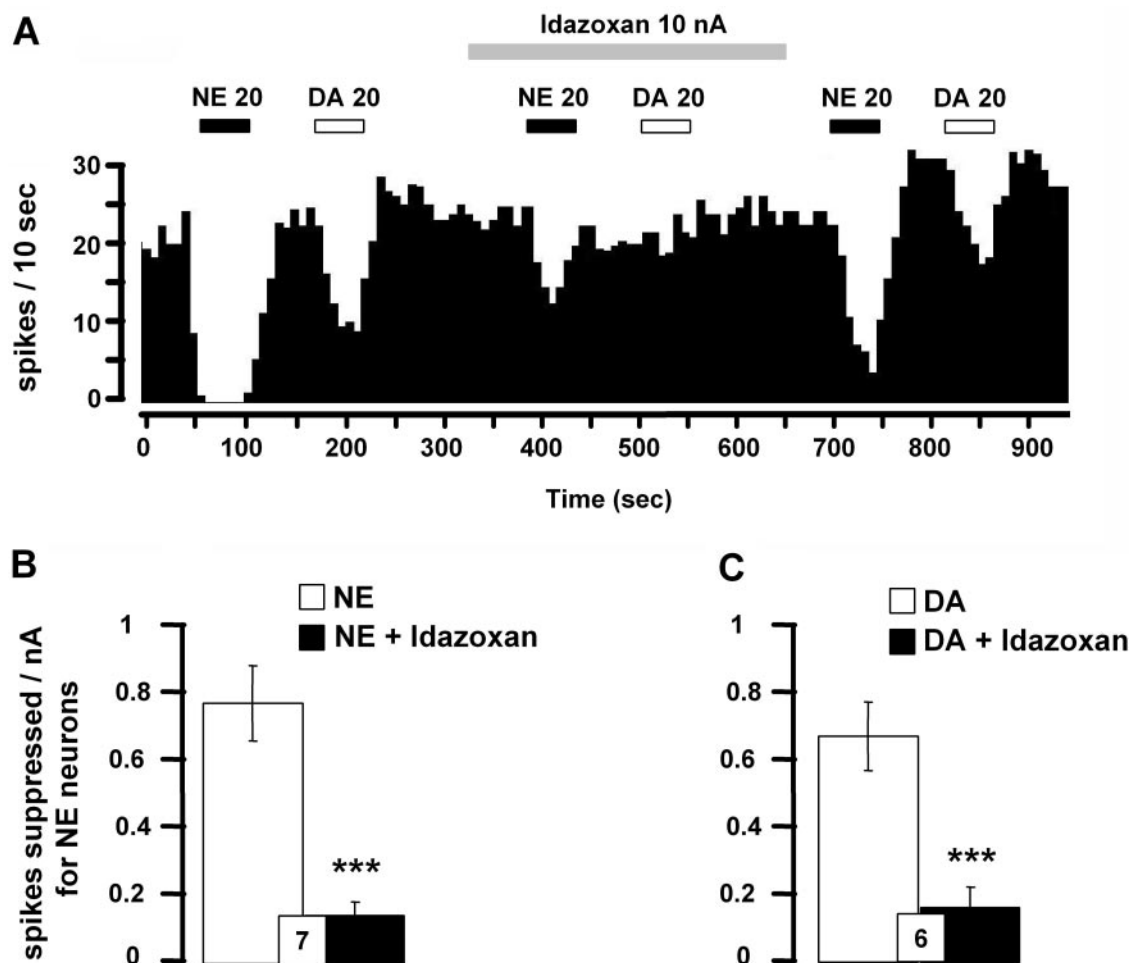 A
Idazoxan 10 nA
NE 20 DA 20 NE 20 DA 20 NE 20 DA 20
30
20
10
0
spikes / 10 sec
0 100 200 300 400 500 600 700 800 900
Time (sec)
B
NE
NE + Idazoxan
1
0.8
0.6
0.4
0.2
0
spikes suppressed / nA
for NE neurons
***
7
C
DA
DA + Idazoxan
1
0.8
0.6
0.4
0.2
0
***
6